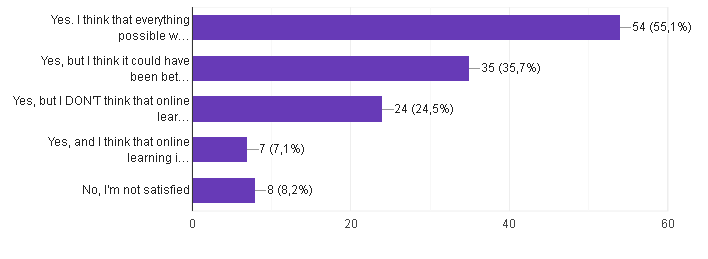 Yes. I think that everything
possible w…
54 (55,1%)
Yes, but I think it could have
been bet…
35 (35,7%)
Yes, but I DON'T think that online
lear…
24 (24,5%)
Yes, and I think that online
learning i…
7 (7,1%)
No, I'm not satisfied
8 (8,2%)
0
20
40
60